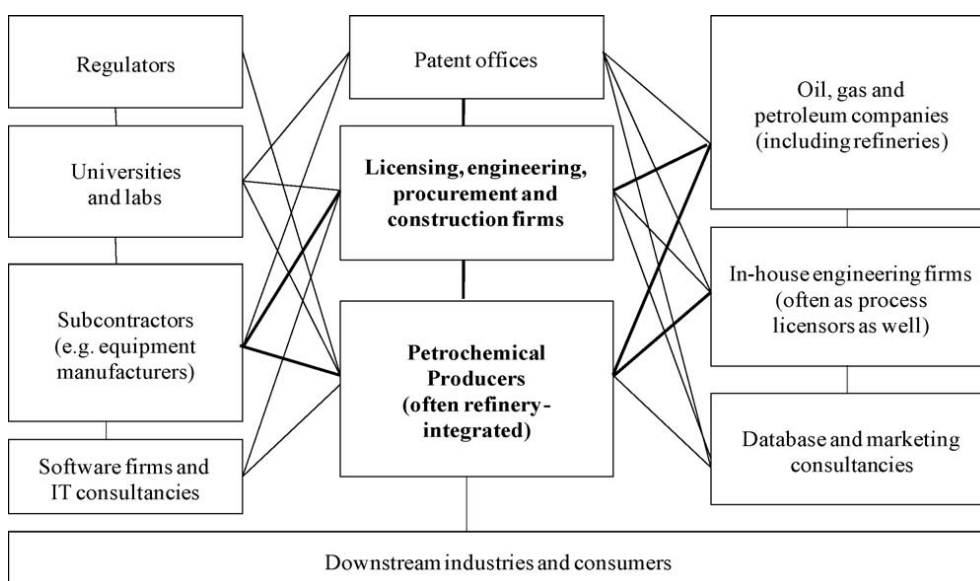 Regulators
Universities
and labs
Subcontractors
(e.g. equipment
manufacturers)
Software firms and
IT consultancies
Patent offices
Licensing, engineering,
procurement and
construction firms
Petrochemical
Producers
(often refinery-
integrated)
Oil, gas and
petroleum companies
(including refineries)
In-house engineering firms
(often as process
licensors as well)
Database and marketing
consultancies
Downstream industries and consumers